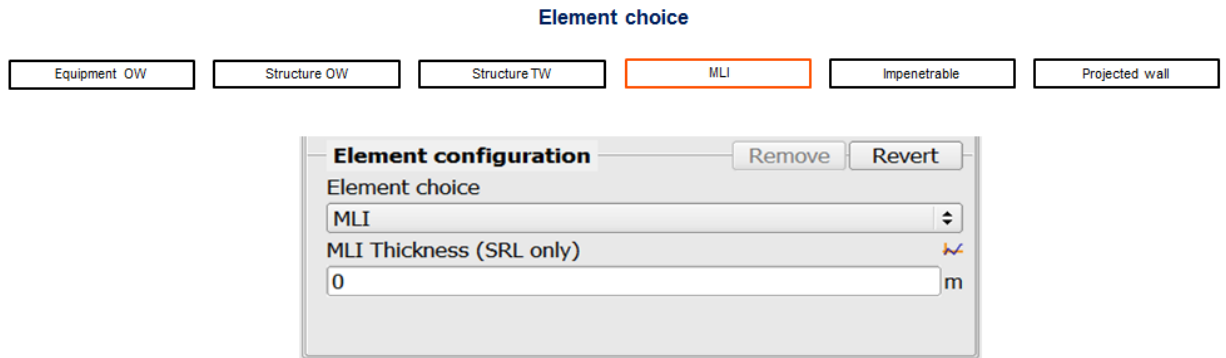 Element choice
Equipment OW
Structure OW
Structure TW
MLI
Impenetrable
Projected wall
Element configuration
Remove
Revert
Element choice
MLI
MLI Thickness (SRL only)
0
m